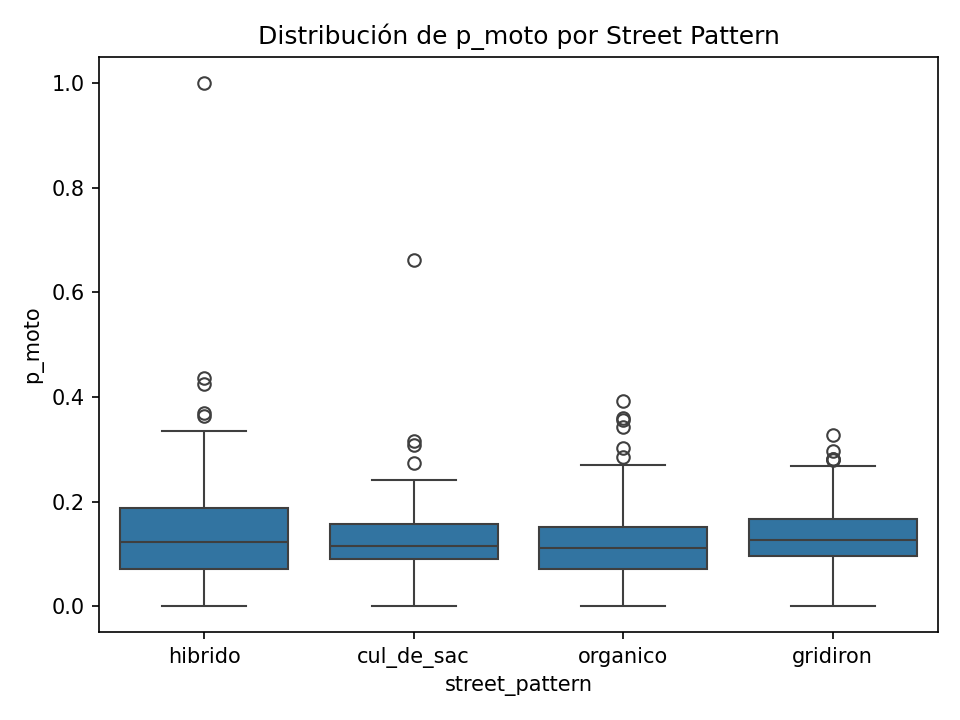 Distribución de p_moto por Street Pattern
p_moto
1.0
0.8
0.6
0.4
0.2
0.0
hibrido cul_de_sac organico gridiron
street_pattern